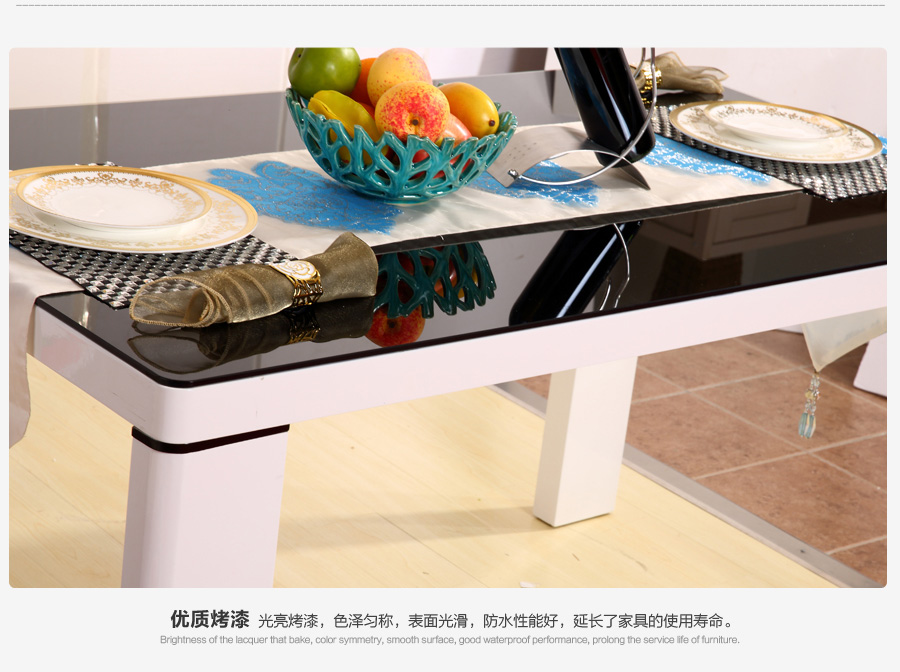 优质烤漆 光亮烤漆，色泽匀称，表面光滑，防水性能好，延长了家具的使用寿命。
Brightness of the lacquer that bake, color symmetry, smooth surface, good waterproof performance, prolong the service life of furniture.